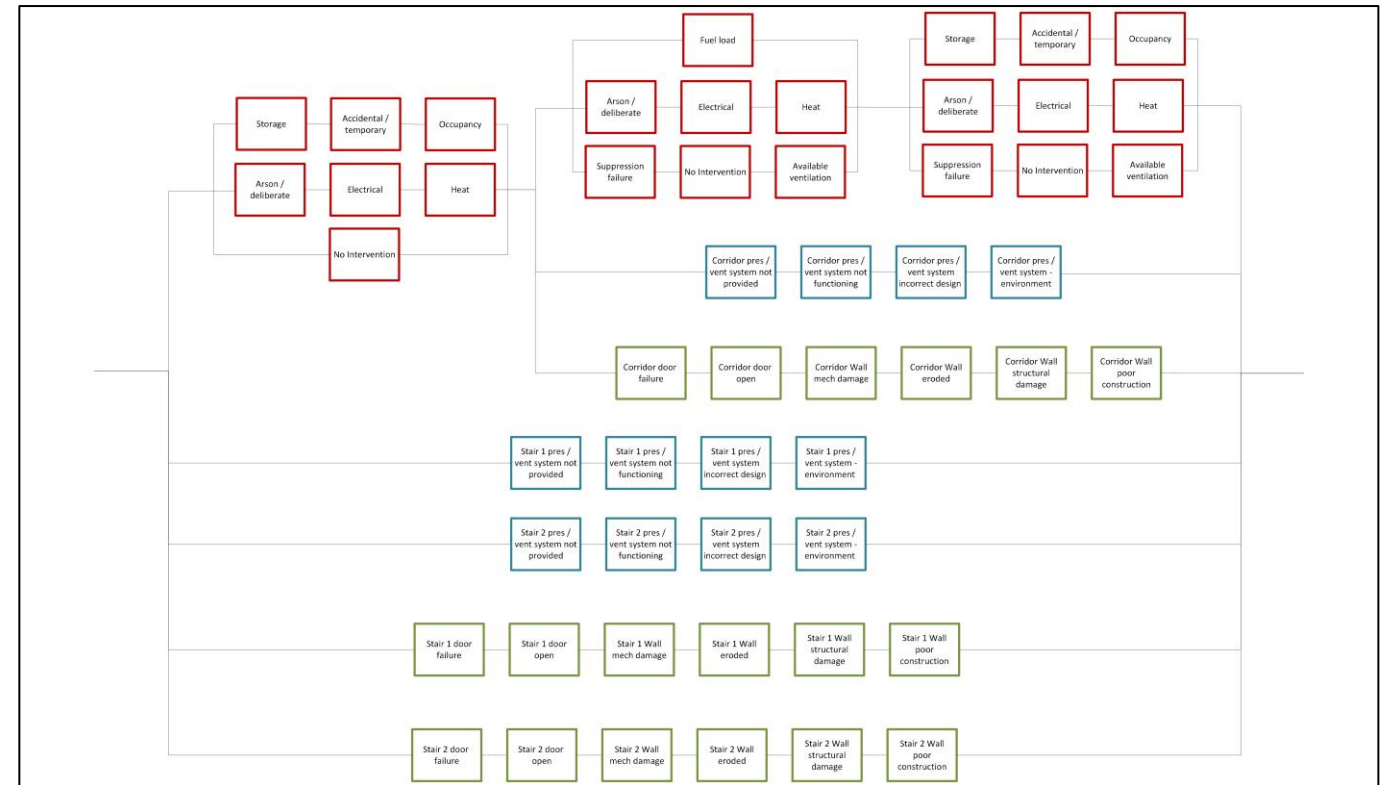 Storage
Accidental /
temporary
Occupancy
Arson /
deliberate
Electrical
Heat
No Intervention
Fuel load
Arson /
deliberate
Electrical
Heat
Suppression
failure
No Intervention
Available
ventilation
Storage
Accidental /
temporary
Occupancy
Arson /
deliberate
Electrical
Heat
Suppression
failure
No Intervention
Available
ventilation
Corridor pres /
vent system not
provided
Corridor pres /
vent system not
functioning
Corridor pres /
vent system
incorrect design
Corridor pres /
vent system -
environment
Corridor door
failure
Corridor door
open
Corridor Wall
mech damage
Corridor Wall
eroded
Corridor Wall
structural
damage
Corridor Wall
poor
construction
Stair 1 pres /
vent system not
provided
Stair 1 pres /
vent system not
functioning
Stair 1 pres /
vent system
incorrect design
Stair 1 pres /
vent system -
environment
Stair 2 pres /
vent system not
provided
Stair 2 pres /
vent system not
functioning
Stair 2 pres /
vent system
incorrect design
Stair 2 pres /
vent system -
environment
Stair 1 door
failure
Stair 1 door
open
Stair 1 Wall
mech damage
Stair 1 Wall
eroded
Stair 1 Wall
structural
damage
Stair 1 Wall
poor
construction
Stair 2 door
failure
Stair 2 door
open
Stair 2 Wall
mech damage
Stair 2 Wall
eroded
Stair 2 Wall
structural
damage
Stair 2 Wall
poor
construction